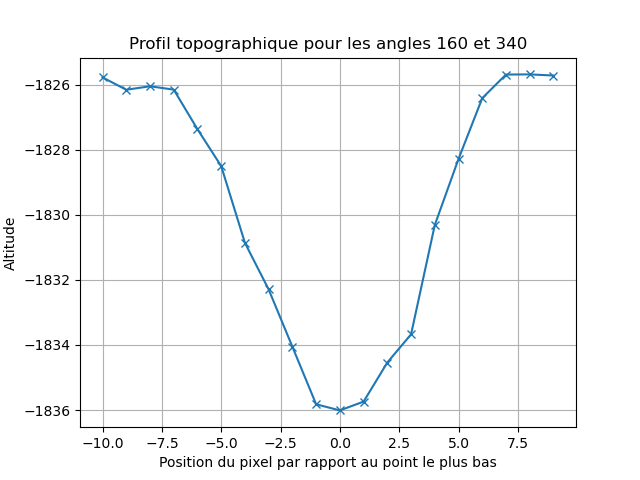 Profil topographique pour les angles 160 et 340
−1826
−1828
−1830
−1832
−1834
−1836
Altitude
−10.0 −7.5 −5.0 −2.5 0.0 2.5 5.0 7.5
Position du pixel par rapport au point le plus bas